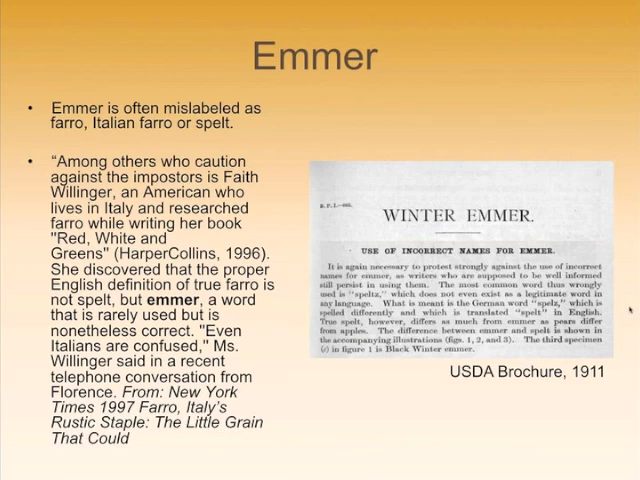 Emmer
• Emmer is often mislabeled as
farro, Italian farro or spelt.
• “Among others who caution
against the impostors is Faith
Willinger, an American who
lives in Italy and researched
farro while writing her book
"Red, White and
Greens" (HarperCollins, 1996).
She discovered that the proper
English definition of true farro is
not spelt, but emmer, a word
that is rarely used but is
nonetheless correct. "Even
Italians are confused," Ms.
Willinger said in a recent
telephone conversation from
Florence. From: New York
Times 1997 Farro, Italy’s
Rustic Staple: The Little Grain
That Could
WINTER EMMER.
USE OF INCORRECT NAMES FOR EMMER.
It is again necessary to protest strongly against the use of incorrect
names for emmer, as writers who are supposed to be well informed
still persist in using them. The most common word thus wrongly
used is "speltz," which does not even exist as a legitimate word in
any language. What is meant is the German word "spelz," which is
spelled differently and which is translated "spelt" in English.
True spelt, however, differs as much from emmer as pears differ
from apples. The difference between emmer and spelt is shown in
the accompanying illustrations (figs. 1, 2, and 3). The third specimen
(c) in figure 1 is Black Winter emmer.
USDA Brochure, 1911